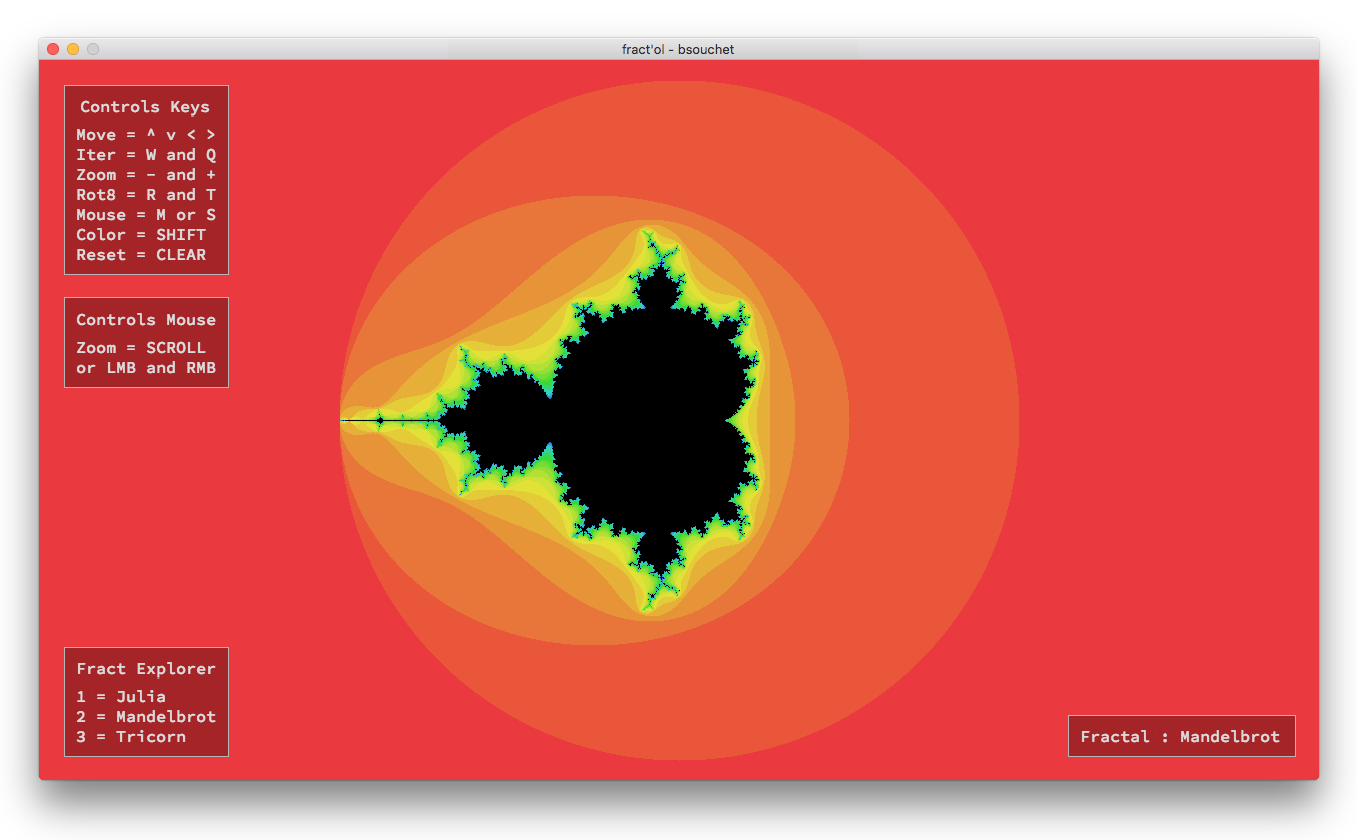 fract'ol - bsouchet
Controls Keys
Move = ^ v < >
Iter = W and Q
Zoom = - and +
Rot8 = R and T
Mouse = M or S
Color = SHIFT
Reset = CLEAR
Controls Mouse
Zoom = SCROLL
or LMB and RMB
Fract Explorer
1 = Julia
2 = Mandelbrot
3 = Tricorn
Fractal : Mandelbrot